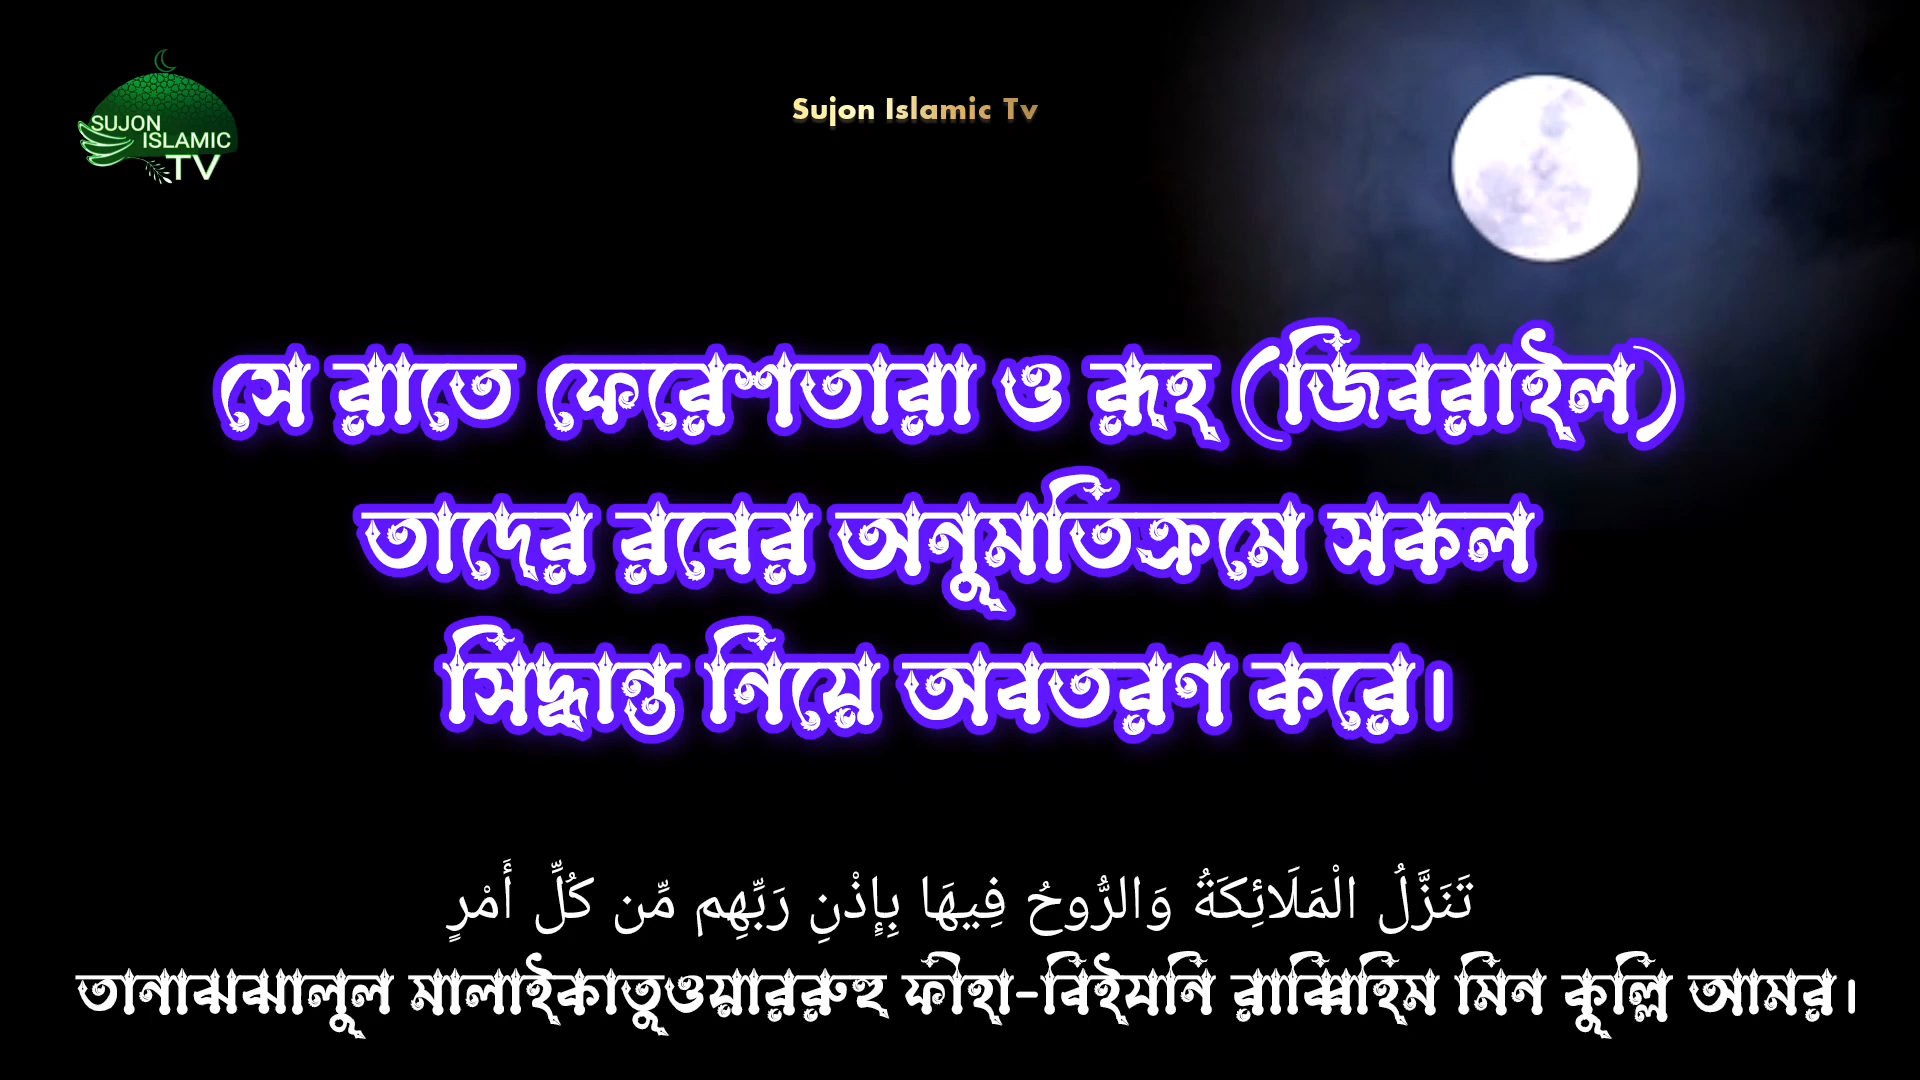 SUJON
ISLAMIC
TV
Sujon Islamic Tv
সে রাতে ফেরেশতারা ও রূহ (জিবরাইল)
তাদের রবের অনুমতিক্রমে সকল
সিদ্ধান্ত নিয়ে অবতরণ করে।
تَنَزَّلُ الْمَلَائِكَةُ وَالرُّوحُ فِيهَا بِإِذْنِ رَبِّهِم مِّن كُلِّ أَمْرٍ
তানাঝঝালুল মালাইকাতুওয়াররুহু ফীহা-বিইযনি রাব্বিহিম মিন কুল্লি আমর।